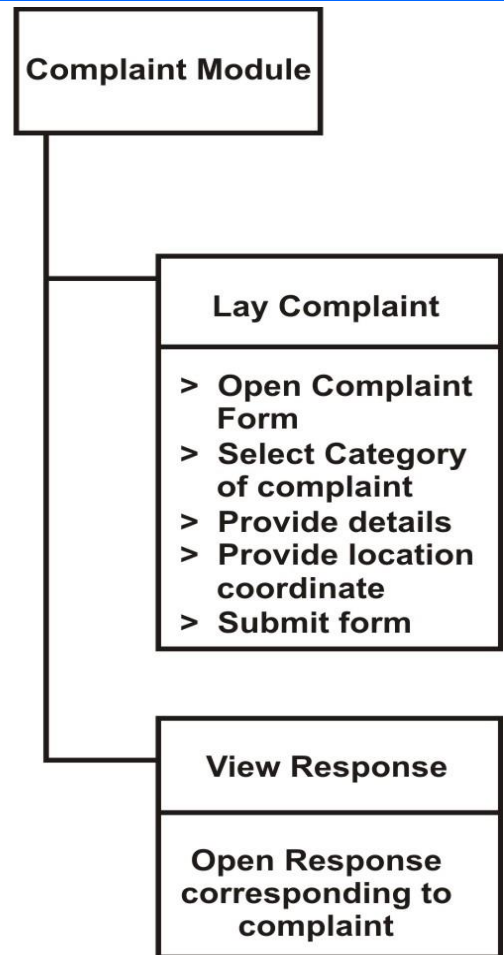 Complaint Module
Lay Complaint
> Open Complaint
Form
> Select Category
of complaint
> Provide details
> Provide location
coordinate
> Submit form
View Response
Open Response
corresponding to
complaint